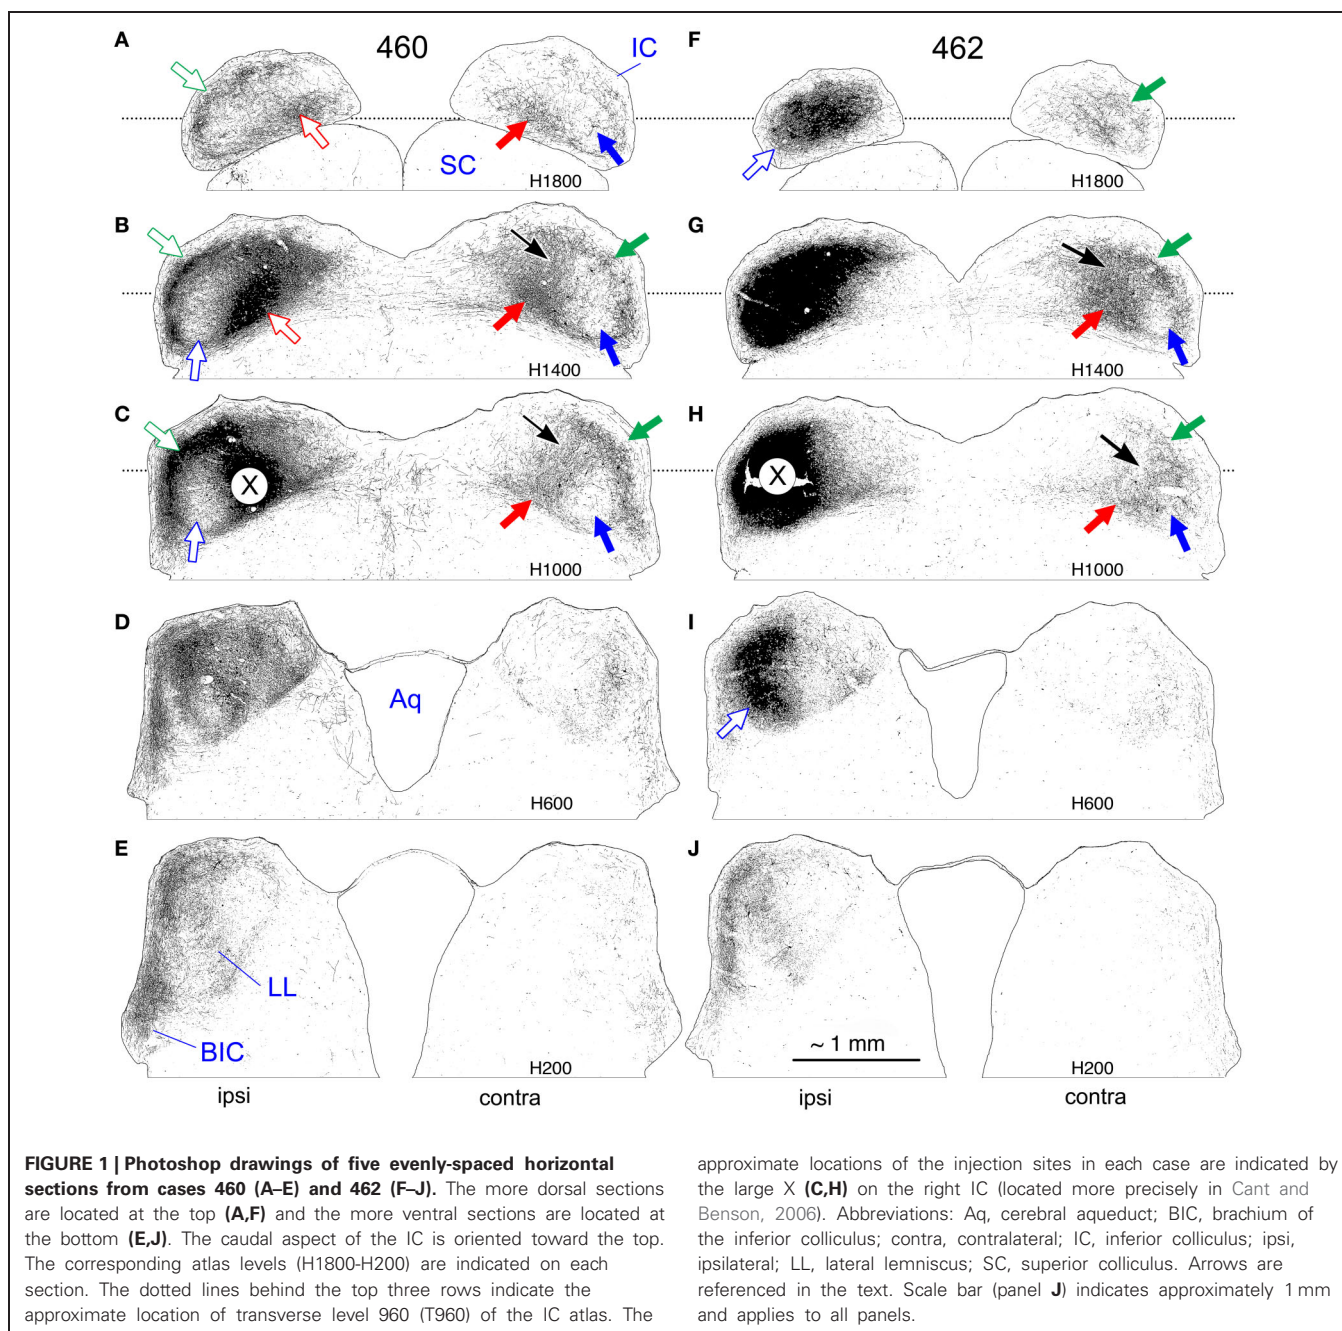 A
460
IC
F
462
SC
H1800
H1800
B
G
H1400
H1400
C
H
X
X
H1000
H1000
D
I
Aq
H600
H600
E
J
LL
BIC
~ 1 mm
H200
H200
ipsi
contra
ipsi
contra
FIGURE 1 | Photoshop drawings of five evenly-spaced horizontal
sections from cases 460 (A–E) and 462 (F–J). The more dorsal sections
are located at the top (A,F) and the more ventral sections are located at
the bottom (E,J). The caudal aspect of the IC is oriented toward the top.
The corresponding atlas levels (H1800-H200) are indicated on each
section. The dotted lines behind the top three rows indicate the
approximate location of transverse level 960 (T960) of the IC atlas. The
approximate locations of the injection sites in each case are indicated by
the large X (C,H) on the right IC (located more precisely in Cant and
Benson, 2006). Abbreviations: Aq, cerebral aqueduct; BIC, brachium of
the inferior colliculus; contra, contralateral; IC, inferior colliculus; ipsi,
ipsilateral; LL, lateral lemniscus; SC, superior colliculus. Arrows are
referenced in the text. Scale bar (panel J) indicates approximately 1 mm
and applies to all panels.